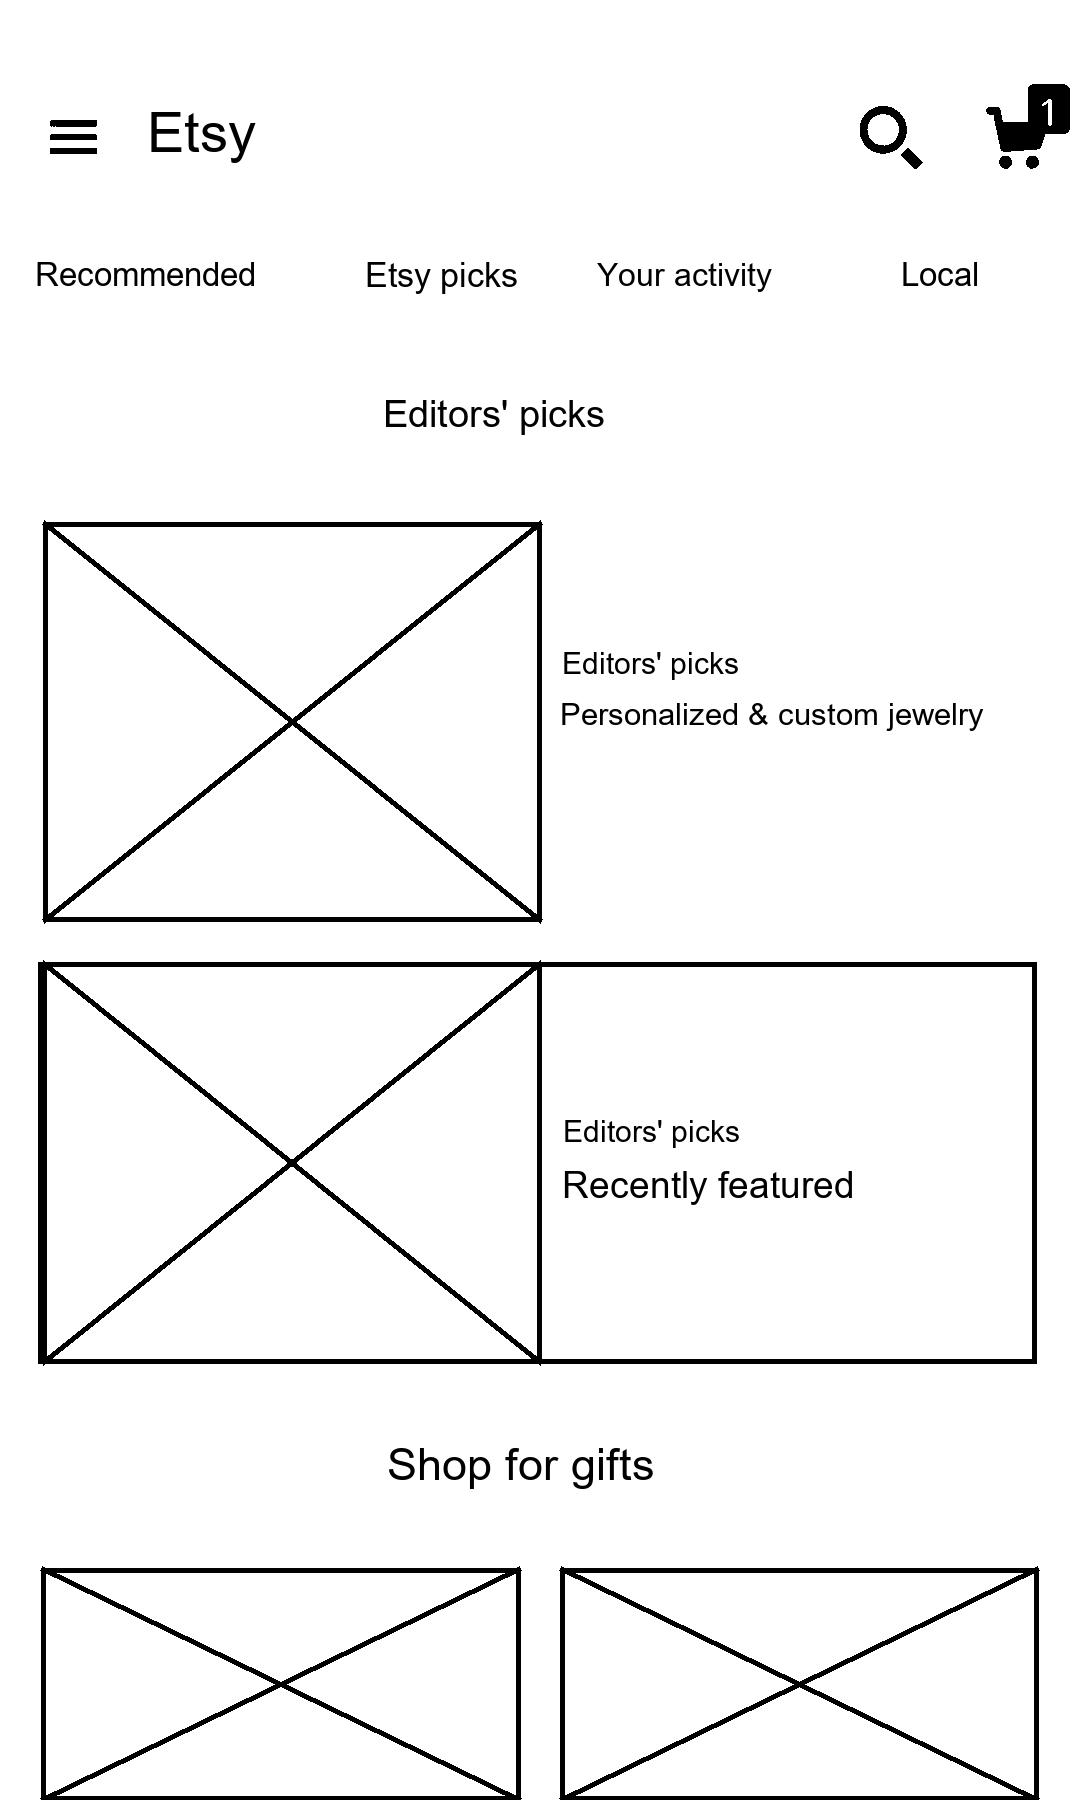 Etsy
1
Recommended Etsy picks Your activity Local
Editors' picks
Editors' picks
Personalized & custom jewelry
Editors' picks
Recently featured
Shop for gifts